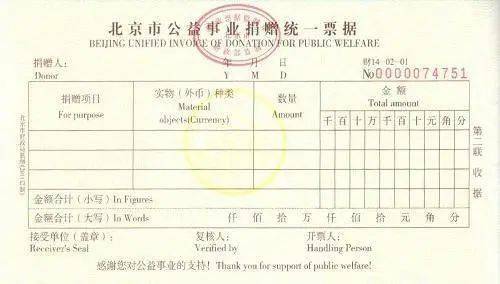 北京市公益事业捐赠统一票据
BEIJING UNIFIED INVOICE OF DONATION FOR PUBLIC WELFARE
捐赠人： 年 月 日 财14 02-01
Donor Y M D No0000074751
捐赠项目 实物（外币）种类 数量 金额
For purpose Material objects(Currency) Amount Total amount
千 百 十 万 千 百 十 元 角 分
金额合计（小写）In Figures
金额合计（大写）In Words 仟 佰 拾 万 仟 佰 拾 元 角 分
接受单位（盖章）： 复核人： 开票人：
Receiver's Seal Verified by Handling Person
感谢您对公益事业的支持！ Thank you for support of public welfare!
第二联 收据